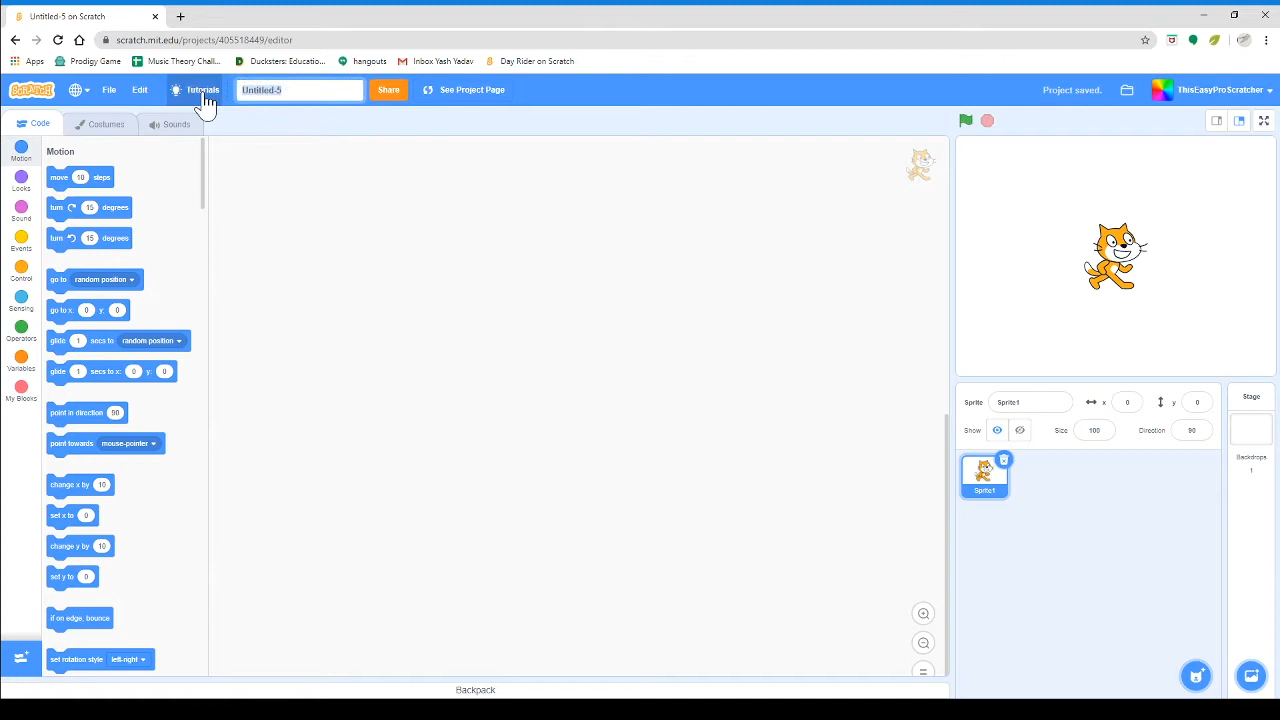 Untitled-5 on Scratch
scratch.mit.edu/projects/405518449/editor
Apps Prodigy Game Music Theory Chall... Ducksters: Educatio... hangouts Inbox Yash Yadav Day Rider on Scratch
SCRATCH File Edit Tutorials Untitled-5 Share See Project Page Project saved. ThisEasyProScratcher
Code Costumes Sounds
Motion
Looks
Sound
Events
Control
Sensing
Operators
Variables
My Blocks
Motion
move 10 steps
turn 15 degrees
turn 15 degrees
go to random position
go to x: 0 y: 0
glide 1 secs to random position
glide 1 secs to x: 0 y: 0
point in direction 90
point towards mouse-pointer
change x by 10
set x to 0
change y by 10
set y to 0
if on edge, bounce
set rotation style left-right
Backpack
Sprite Sprite1 x 0 y 0
Show Size 100 Direction 90
Sprite1
Stage
Backdrops
1